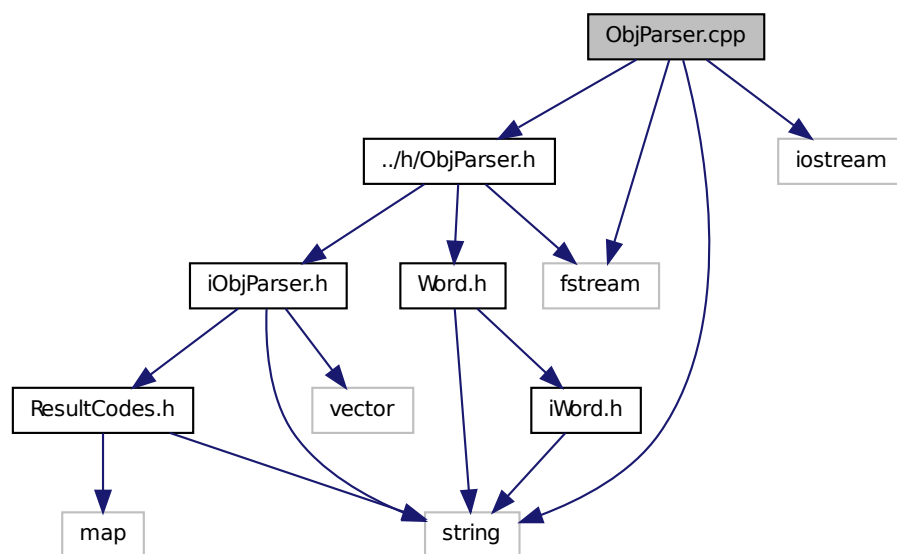 ObjParser.cpp
../h/ObjParser.h
iostream
iObjParser.h
Word.h
fstream
ResultCodes.h
vector
iWord.h
map
string